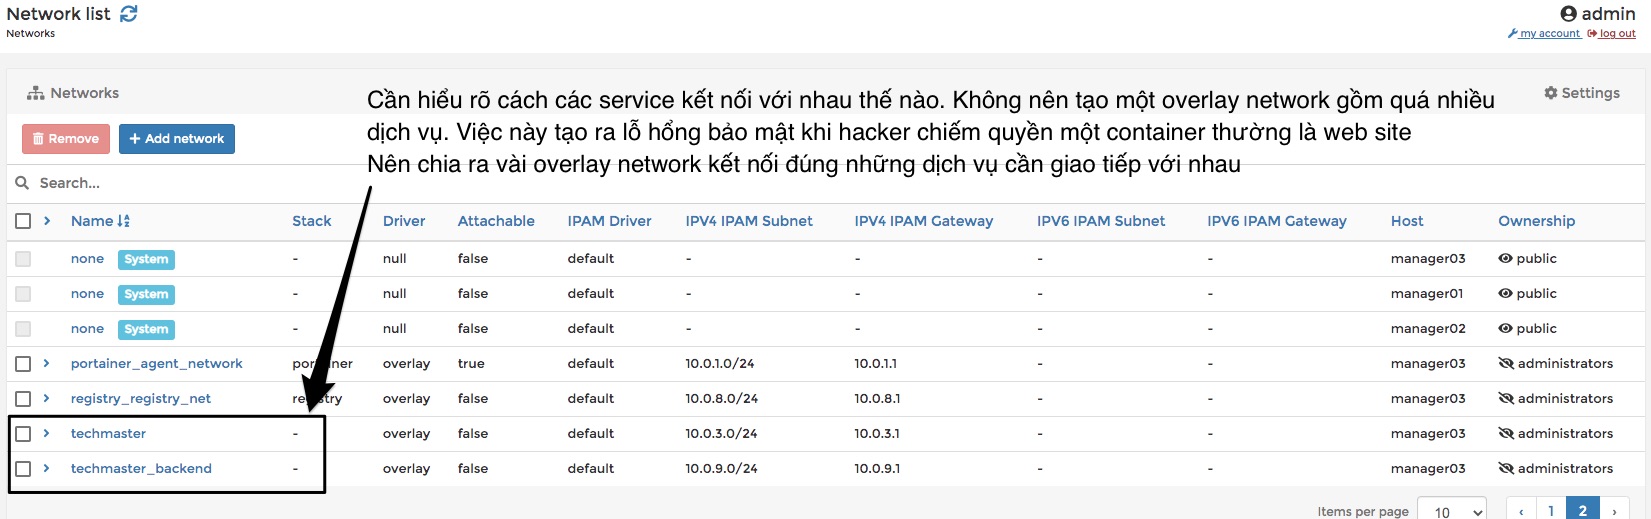 Network list
admin
Networks
my account log out
Networks
Settings
Cần hiểu rõ cách các service kết nối với nhau thế nào. Không nên tạo một overlay network gồm quá nhiều
dịch vụ. Việc này tạo ra lỗ hổng bảo mật khi hacker chiếm quyền một container thường là web site
Nên chia ra vài overlay network kết nối đúng những dịch vụ cần giao tiếp với nhau
Remove + Add network
Search...
Name Stack Driver Attachable IPAM Driver IPV4 IPAM Subnet IPV4 IPAM Gateway IPV6 IPAM Subnet IPV6 IPAM Gateway Host Ownership
none System - null false default - - - - manager03 public
none System - null false default - - - - manager01 public
none System - null false default - - - - manager02 public
portainer_agent_network portainer overlay true default 10.0.1.0/24 10.0.1.1 - - manager03 administrators
registry_registry_net registry overlay false default 10.0.8.0/24 10.0.8.1 - - manager03 administrators
techmaster - overlay false default 10.0.3.0/24 10.0.3.1 - - manager03 administrators
techmaster_backend - overlay false default 10.0.9.0/24 10.0.9.1 - - manager03 administrators
Items per page 10 ‹ 1 2 ›